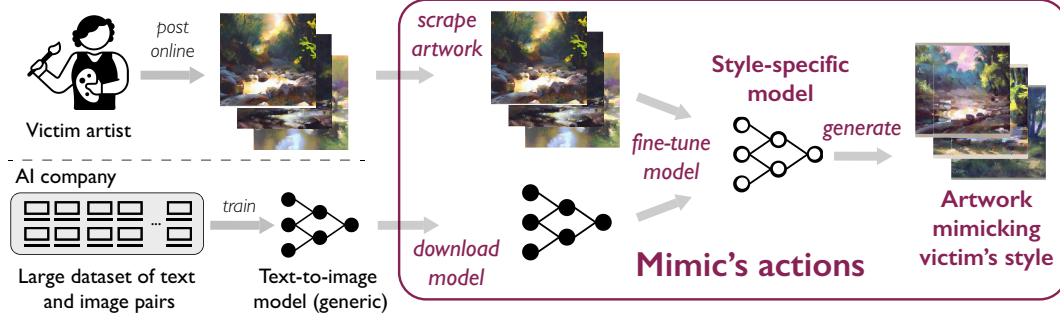 post
online
Victim artist
AI company
train
...
Large dataset of text
and image pairs
Text-to-image
model (generic)
scrape
artwork
download
model
fine-tune
model
Style-specific
model
generate
Artwork
mimicking
victim's style
Mimic's actions